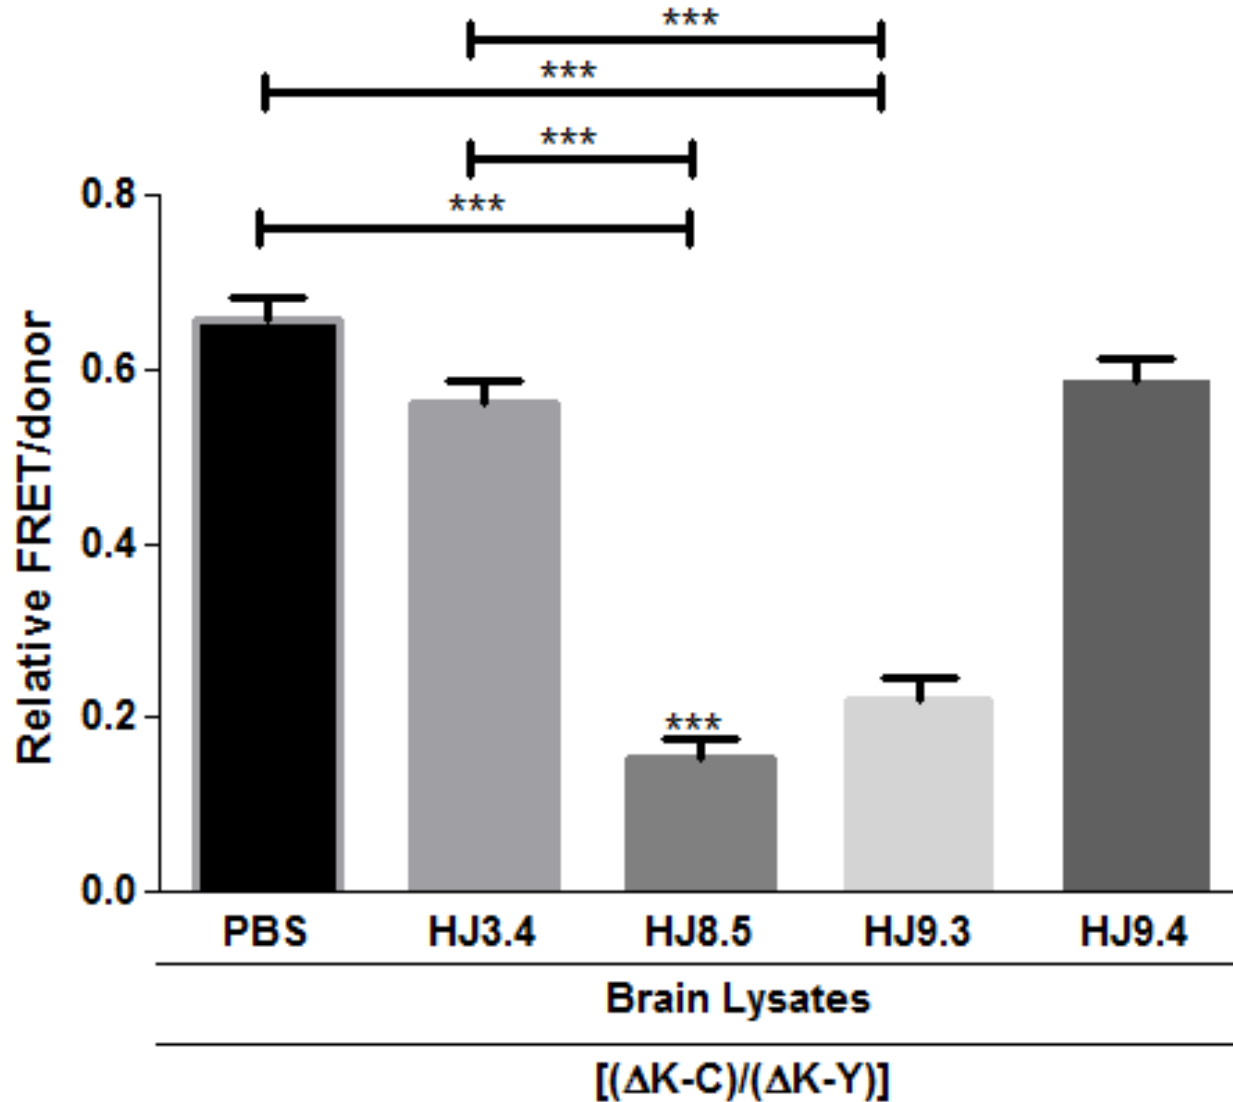 ***
***
***
***
Relative FRET/donor
0.8
0.6
0.4
0.2
0.0
***
PBS HJ3.4 HJ8.5 HJ9.3 HJ9.4
Brain Lysates
[(ΔK-C)/(ΔK-Y)]